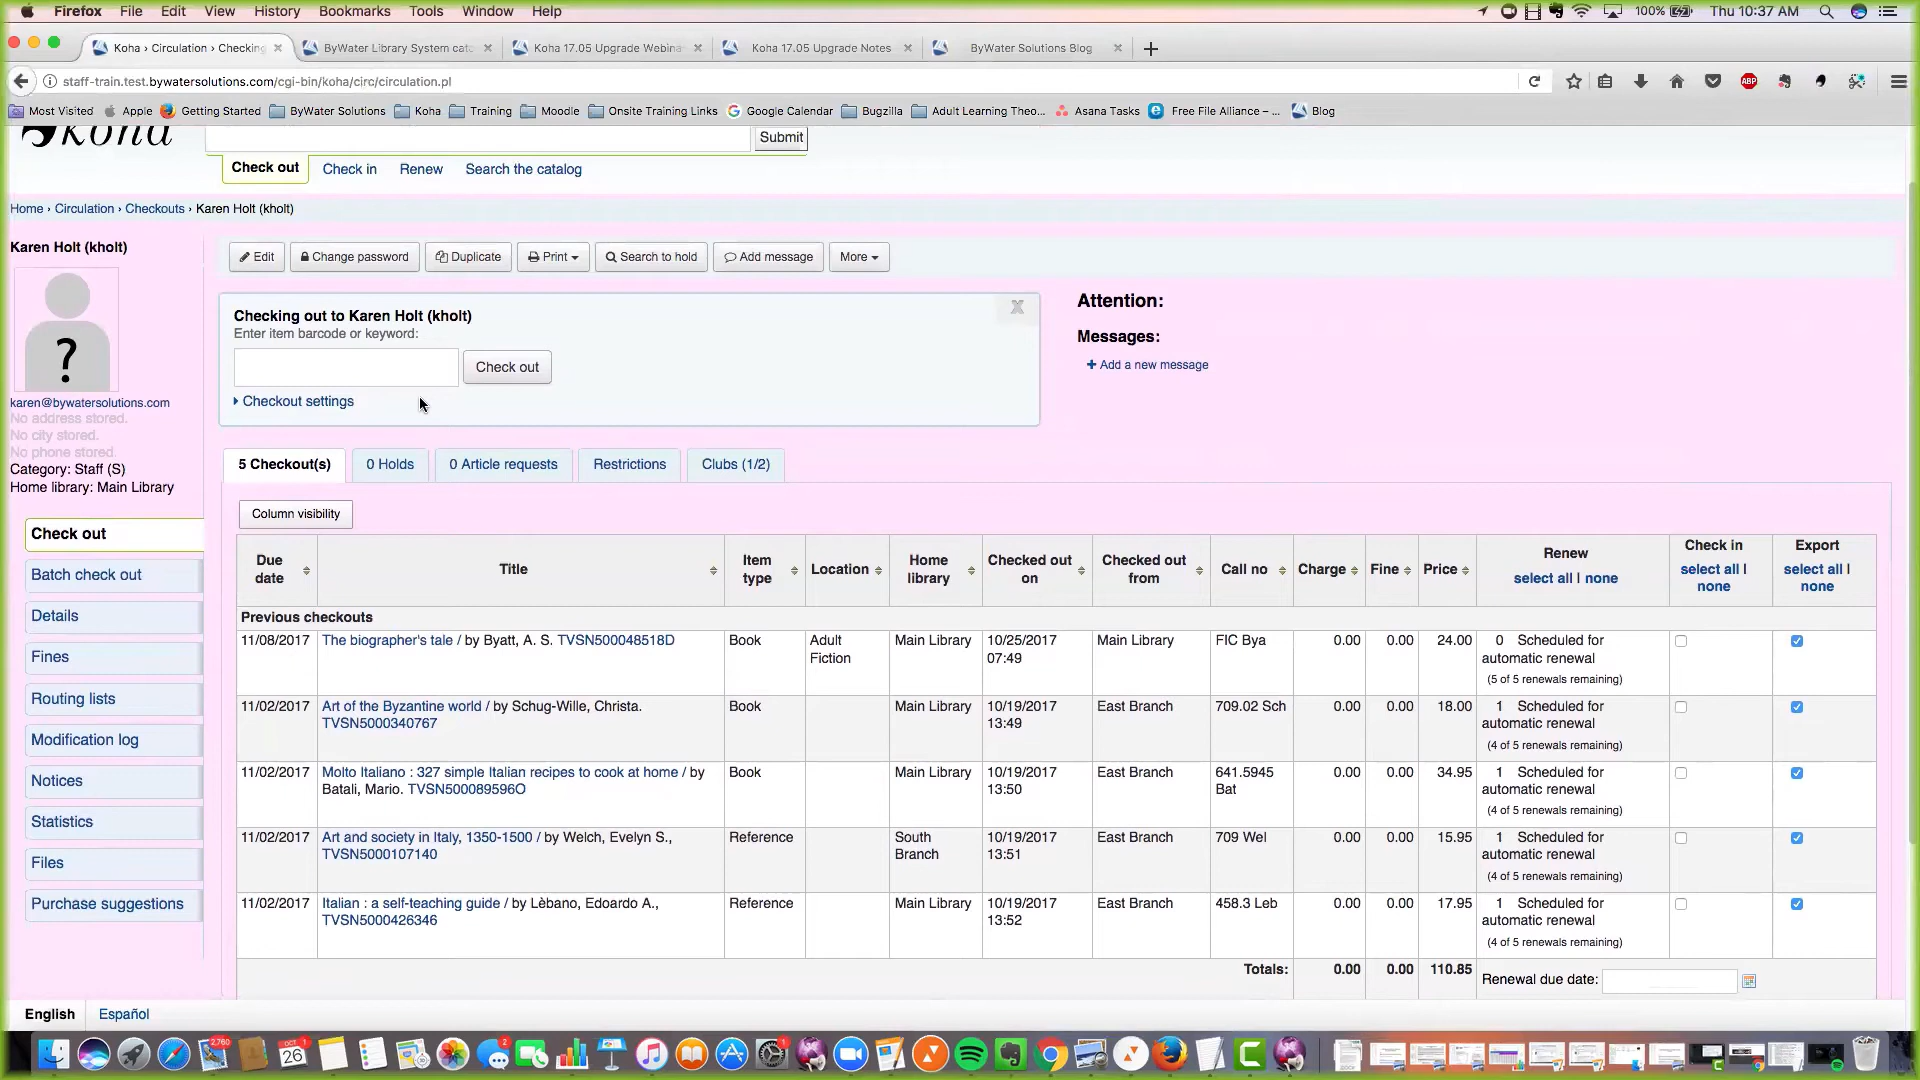 Firefox File Edit View History Bookmarks Tools Window Help 100% Thu 10:37 AM
Koha › Circulation › Checking ByWater Library System cat Koha 17.05 Upgrade Webina Koha 17.05 Upgrade Notes ByWater Solutions Blog
staff-train.test.bywatersolutions.com/cgi-bin/koha/circ/circulation.pl
ABP
Most Visited Apple Getting Started ByWater Solutions Koha Training Moodle Onsite Training Links Google Calendar Bugzilla Adult Learning Theo... Asana Tasks Free File Alliance – ... Blog
koha Submit
Check out Check in Renew Search the catalog
Home › Circulation › Checkouts › Karen Holt (kholt)
Karen Holt (kholt)
?
karen@bywatersolutions.com
No address stored.
No city stored.
No phone stored.
Category: Staff (S)
Home library: Main Library
Check out
Batch check out
Details
Fines
Routing lists
Modification log
Notices
Statistics
Files
Purchase suggestions
Edit Change password Duplicate Print Search to hold Add message More
Checking out to Karen Holt (kholt) X
Enter item barcode or keyword:
Check out
Checkout settings
Attention:
Messages:
+ Add a new message
5 Checkout(s) 0 Holds 0 Article requests Restrictions Clubs (1/2)
Column visibility
Due date Title Item type Location Home library Checked out on Checked out from Call no Charge Fine Price Renew select all | none Check in select all | none Export select all | none
Previous checkouts
11/08/2017 The biographer's tale / by Byatt, A. S. TVSN500048518D Book Adult Fiction Main Library 10/25/2017 07:49 Main Library FIC Bya 0.00 0.00 24.00 0 Scheduled for automatic renewal (5 of 5 renewals remaining)
11/02/2017 Art of the Byzantine world / by Schug-Wille, Christa. TVSN5000340767 Book Main Library 10/19/2017 13:49 East Branch 709.02 Sch 0.00 0.00 18.00 1 Scheduled for automatic renewal (4 of 5 renewals remaining)
11/02/2017 Molto Italiano : 327 simple Italian recipes to cook at home / by Batali, Mario. TVSN500089596O Book Main Library 10/19/2017 13:50 East Branch 641.5945 Bat 0.00 0.00 34.95 1 Scheduled for automatic renewal (4 of 5 renewals remaining)
11/02/2017 Art and society in Italy, 1350-1500 / by Welch, Evelyn S., TVSN5000107140 Reference South Branch 10/19/2017 13:51 East Branch 709 Wel 0.00 0.00 15.95 1 Scheduled for automatic renewal (4 of 5 renewals remaining)
11/02/2017 Italian : a self-teaching guide / by Lèbano, Edoardo A., TVSN5000426346 Reference Main Library 10/19/2017 13:52 East Branch 458.3 Leb 0.00 0.00 17.95 1 Scheduled for automatic renewal (4 of 5 renewals remaining)
Totals: 0.00 0.00 110.85 Renewal due date:
English Español
2,760 OCT 26 2 1